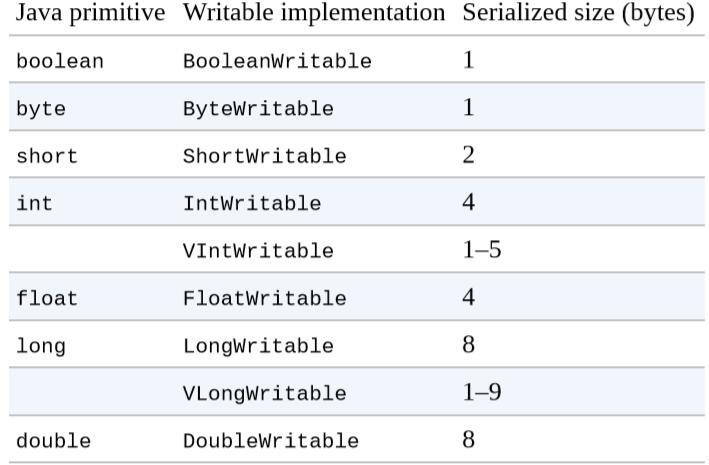 Java primitive Writable implementation Serialized size (bytes)
boolean BooleanWritable 1
byte ByteWritable 1
short ShortWritable 2
int IntWritable 4
VIntWritable 1–5
float FloatWritable 4
long LongWritable 8
VLongWritable 1–9
double DoubleWritable 8